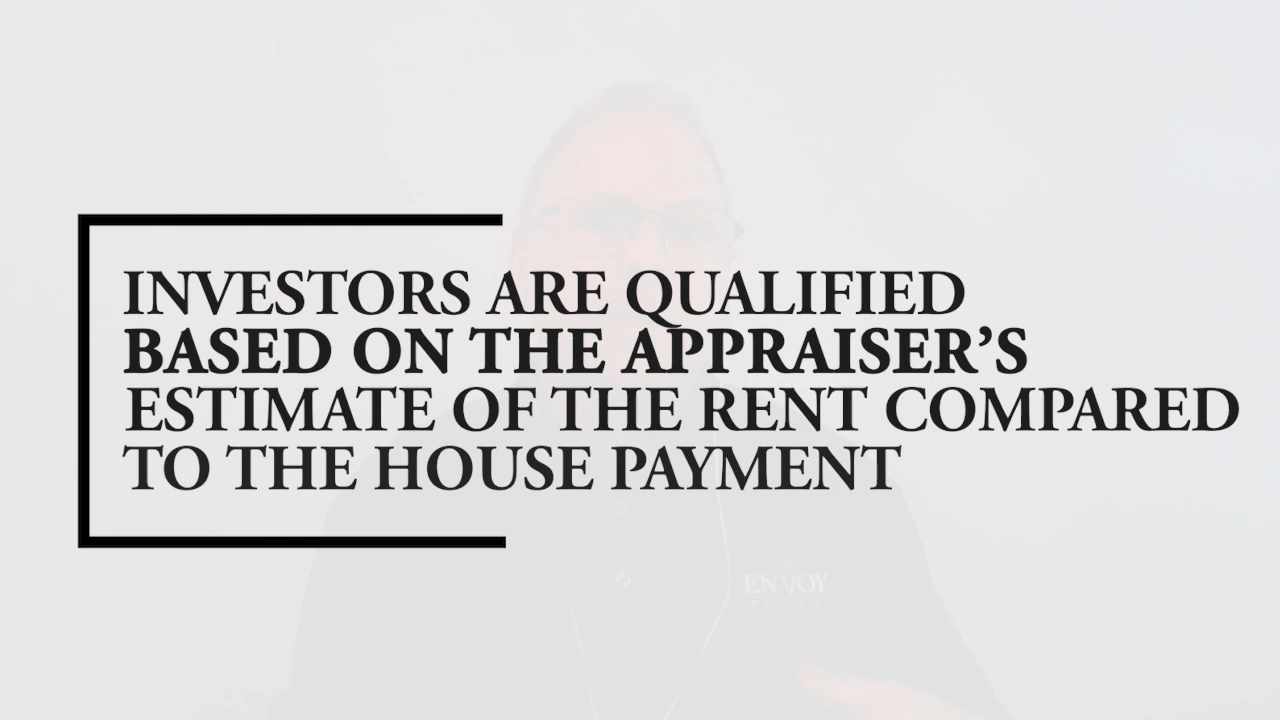 INVESTORS ARE QUALIFIED
BASED ON THE APPRAISER’S
ESTIMATE OF THE RENT COMPARED
TO THE HOUSE PAYMENT
ENVOY